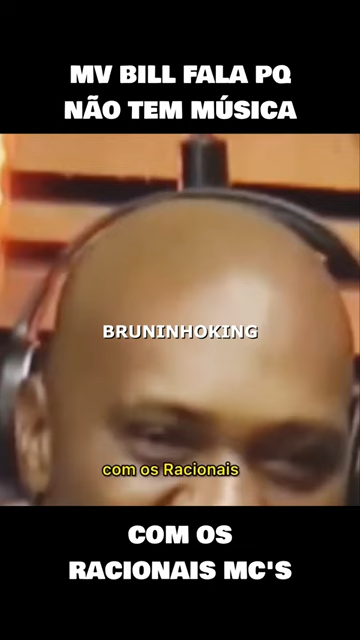 MV BILL FALA PQ
NÃO TEM MÚSICA
BRUNINHOKING
com os Racionais
COM OS
RACIONAIS MC'S